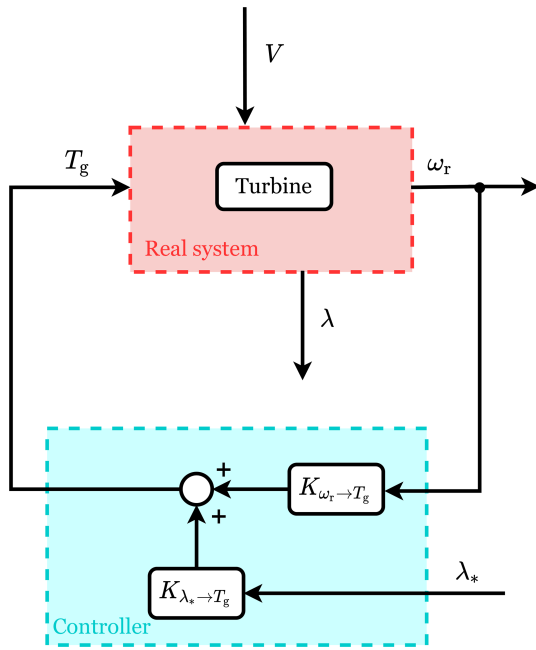 V
T_g
ω_r
Turbine
Real system
λ
+
K_{ω_r→T_g}
+
λ_*
K_{λ_*→T_g}
Controller